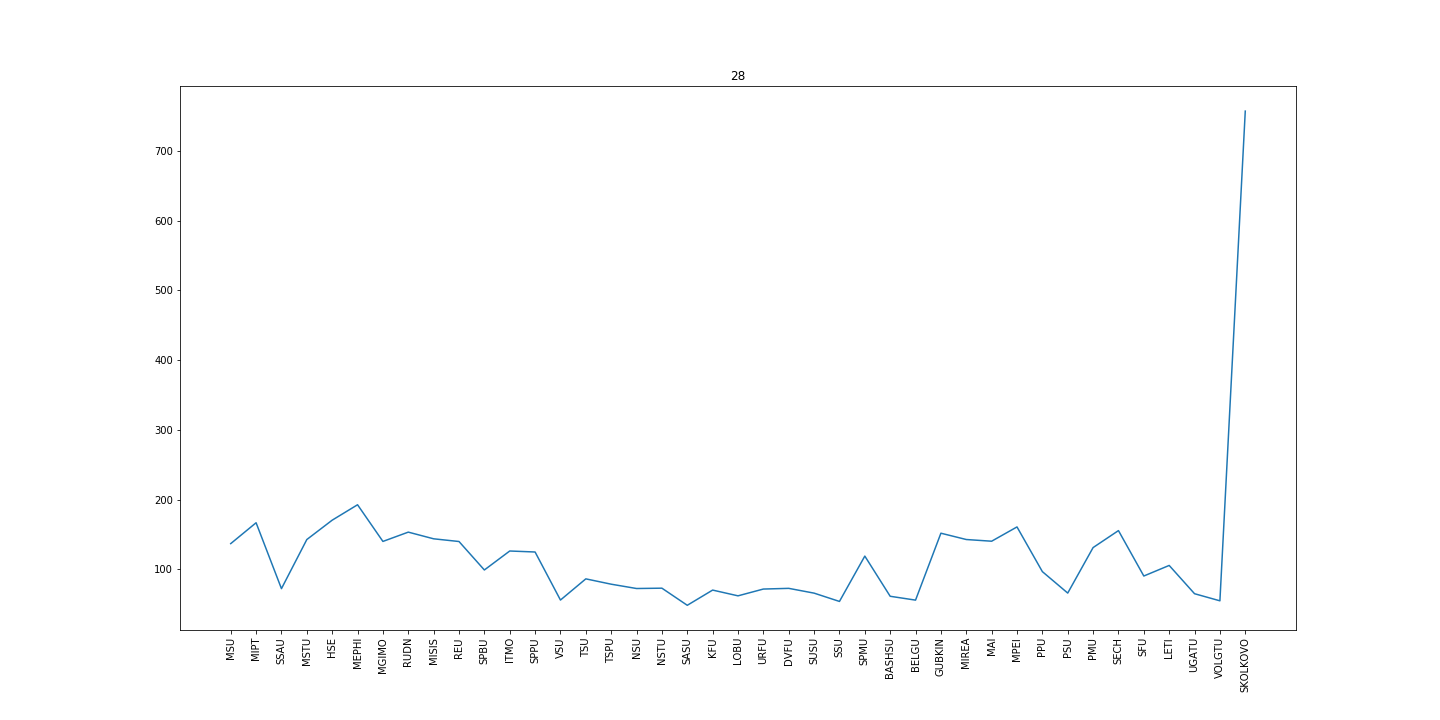 28
700
600
500
400
300
200
100
MSU
MIPT
SSAU
MSTU
HSE
MEPHI
MGIMO
RUDN
MISIS
REU
SPBU
ITMO
SPPU
VSU
TSU
TSPU
NSU
NSTU
SASU
KFU
LOBU
URFU
DVFU
SUSU
SSU
SPMU
BASHSU
BELGU
GUBKIN
MIREA
MAI
MPEI
PPU
PSU
PMU
SECH
SFU
LETI
UGATU
VOLGTU
SKOLKOVO